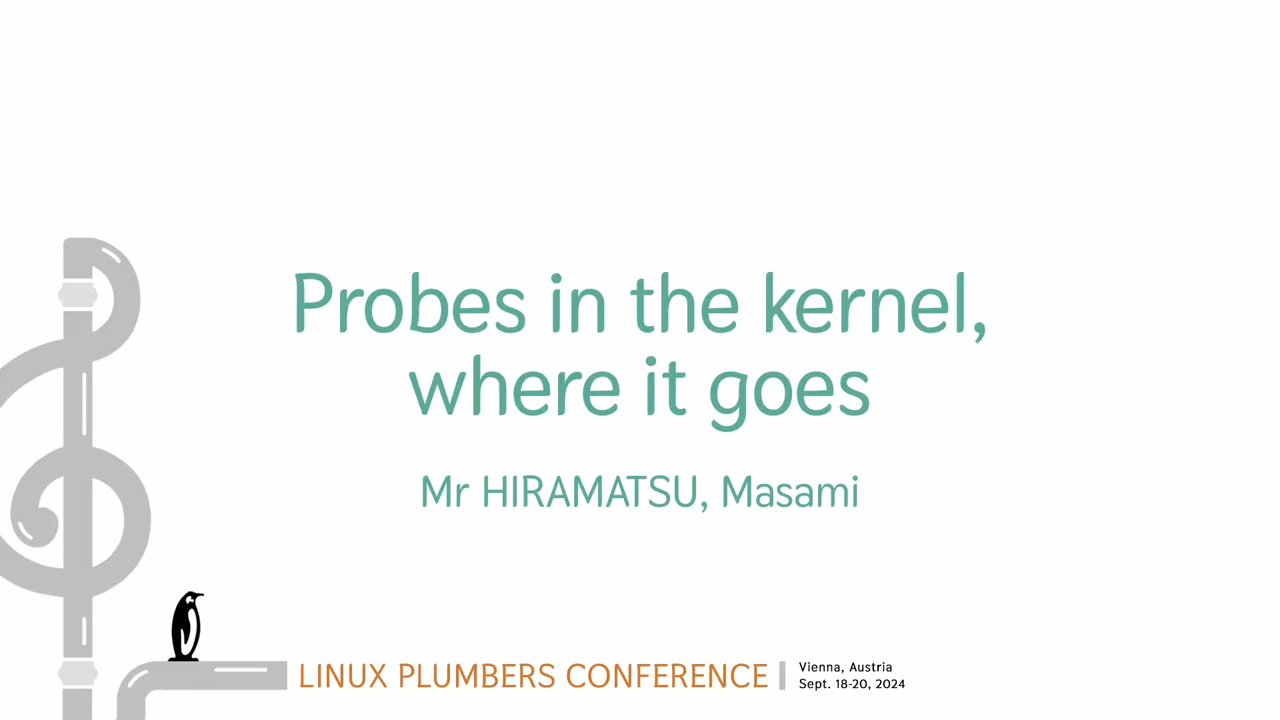 Probes in the kernel,
where it goes
Mr HIRAMATSU, Masami
LINUX PLUMBERS CONFERENCE
Vienna, Austria
Sept. 18-20, 2024